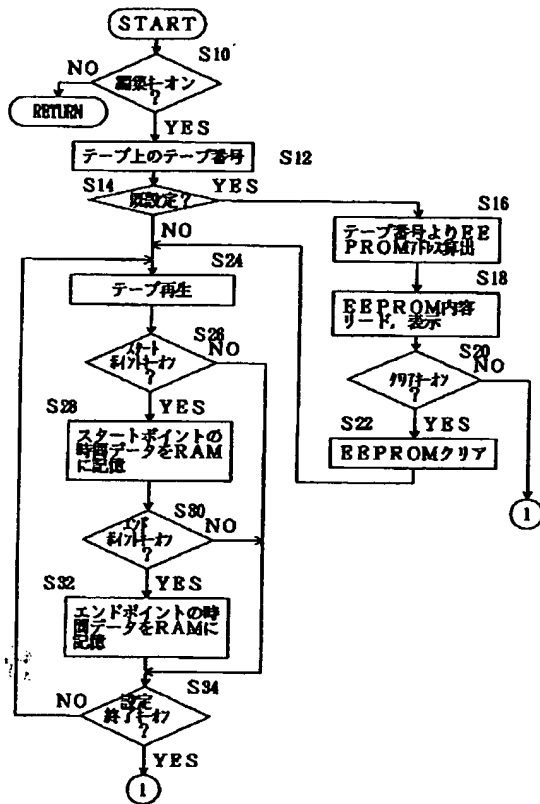 START
S10
NO
編集キーオン
?
RETURN
YES
テープ上のテープ番号
S12
S14
YES
既設定?
NO
S16
テープ番号よりEE
PROMアドレス算出
S24
テープ再生
S18
EEPROM内容
リード,表示
S26
スタート
ポイントキーオン
?
NO
S20
クリアキーオン
?
NO
YES
S28
スタートポイントの
時間データをRAM
に記憶
YES
S22
EEPROMクリア
1
S30
エンド
ポイントキーオン
?
NO
YES
S32
エンドポイントの時
間データをRAMに
記憶
S34
NO
設定
終了キーオン
?
YES
1